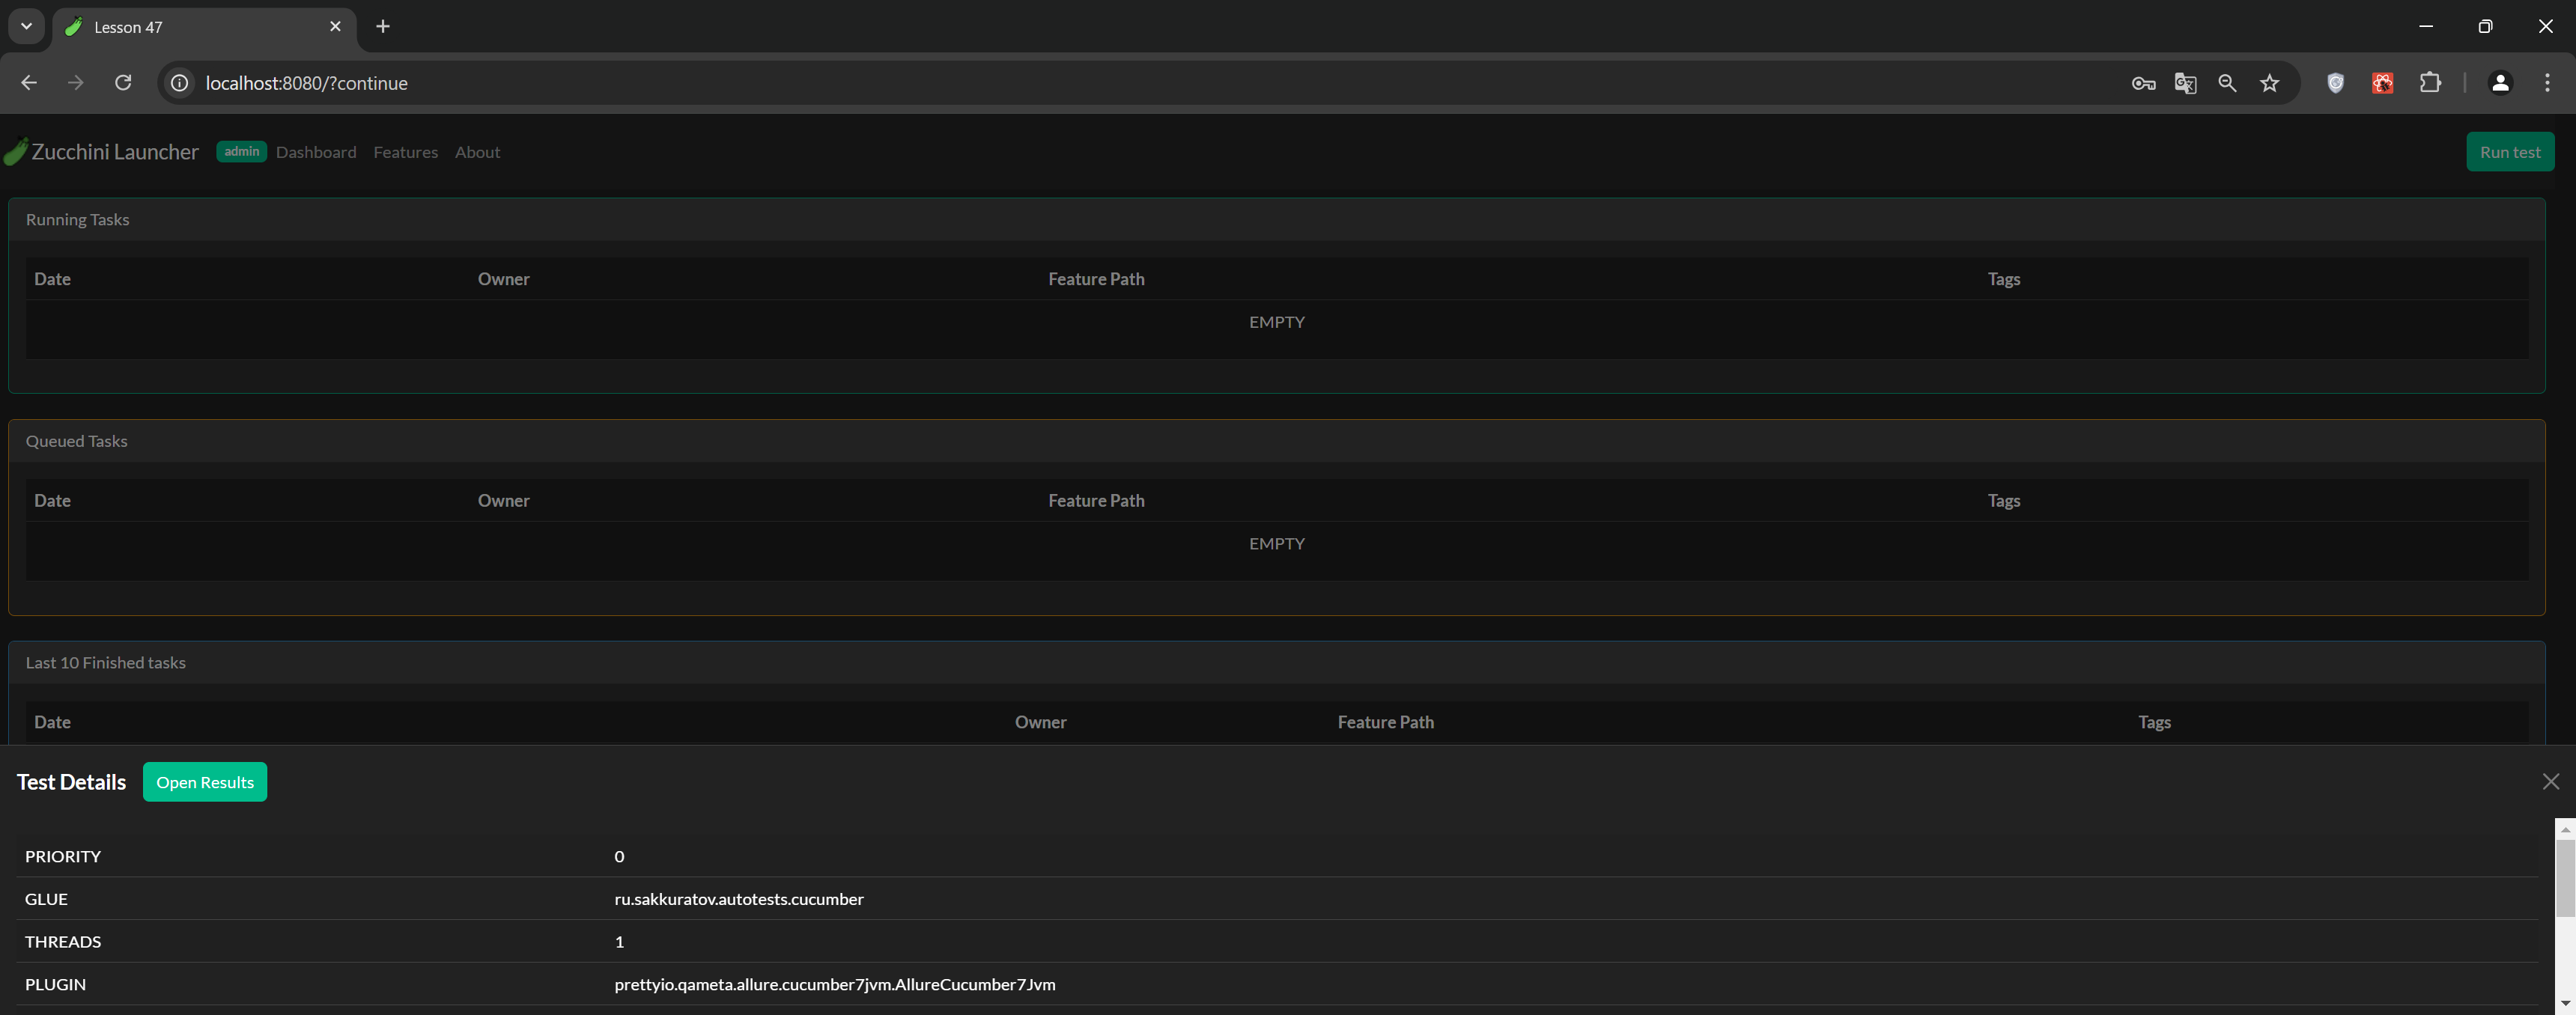 Lesson 47
localhost:8080/?continue
Zucchini Launcher admin Dashboard Features About Run test
Running Tasks
Date Owner Feature Path Tags
EMPTY
Queued Tasks
Date Owner Feature Path Tags
EMPTY
Last 10 Finished tasks
Date Owner Feature Path Tags
Test Details Open Results
PRIORITY 0
GLUE ru.sakkuratov.autotests.cucumber
THREADS 1
PLUGIN prettyio.qameta.allure.cucumber7jvm.AllureCucumber7Jvm